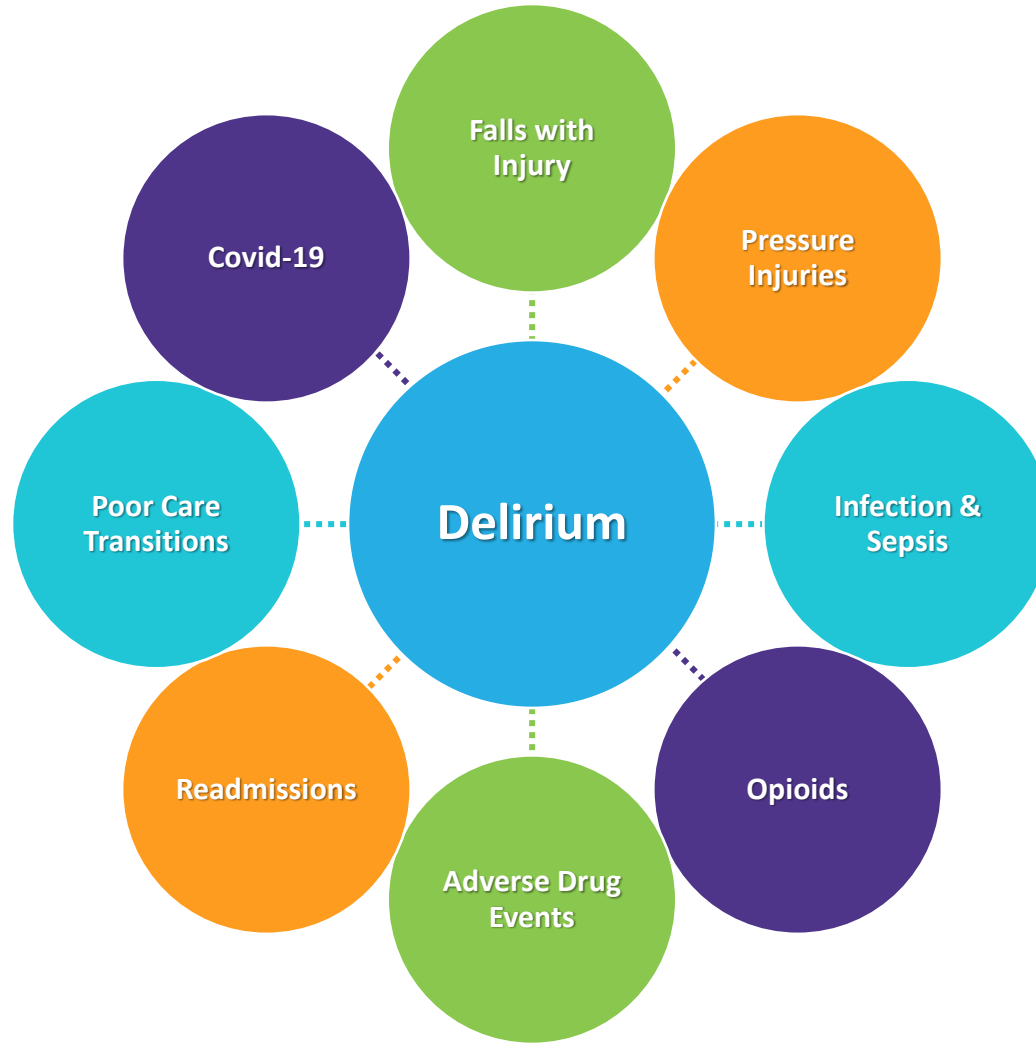 Falls with
Injury
Covid-19
Pressure
Injuries
Poor Care
Transitions
Delirium
Infection &
Sepsis
Readmissions
Opioids
Adverse Drug
Events